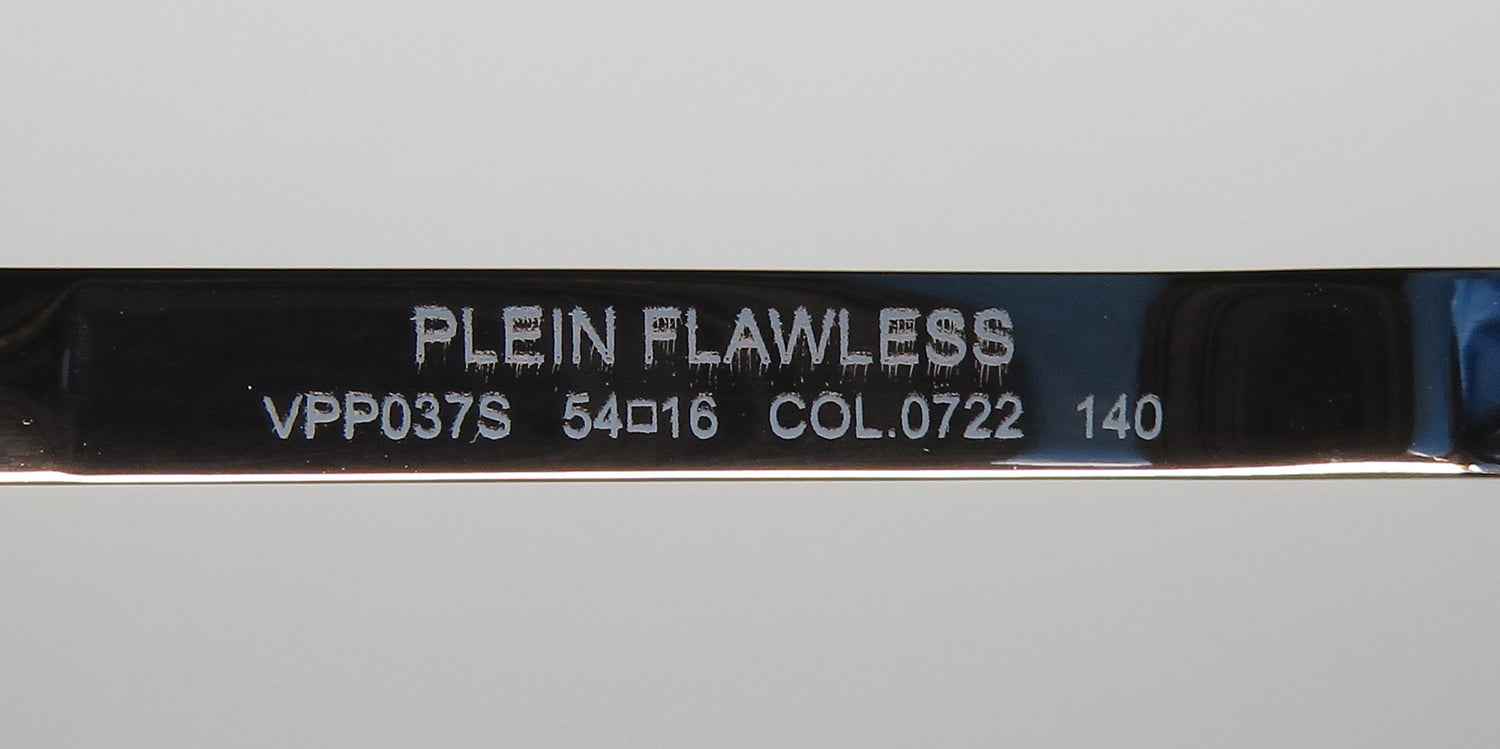 PLEIN FLAWLESS
VPP037S 54□16 COL.0722 140